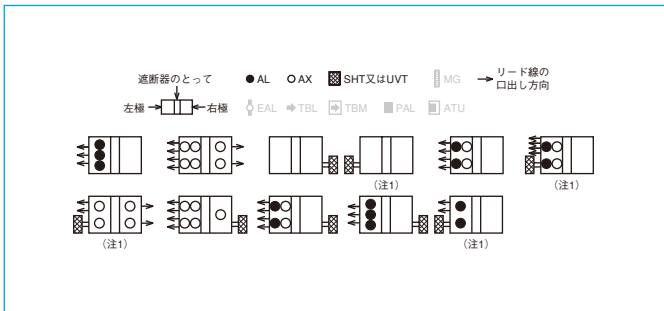 遮断器のとって
AL AX SHT又はUVT MG リード線の
口出し方向
左極 右極 EAL TBL TBM PAL ATU
(注1) (注1)
(注1) (注1)